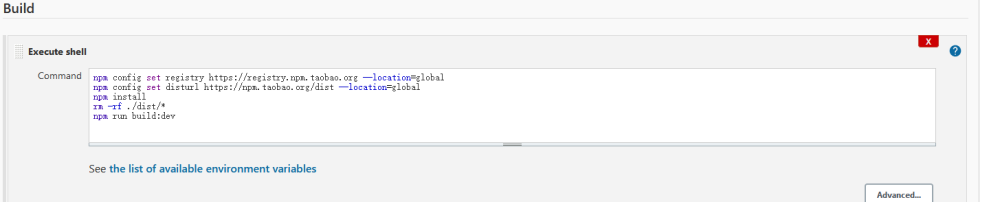 Build
Execute shell
X
Command
npm config set registry https://registry.npm.taobao.org --location=global
npm config set disturl https://npm.taobao.org/dist --location=global
npm install
rm -rf ./dist/*
npm run build:dev
See the list of available environment variables
Advanced...